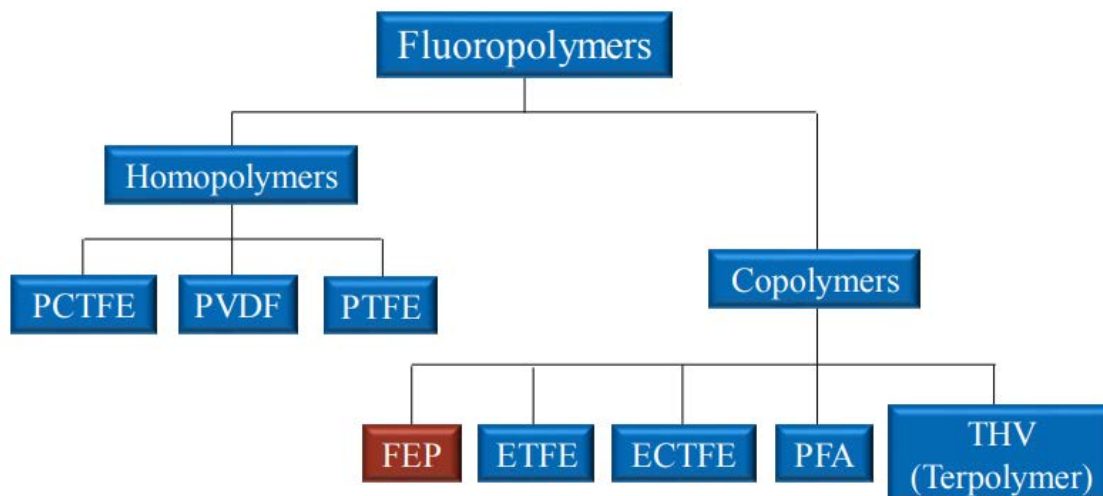 Fluoropolymers
Homopolymers
Copolymers
PCTFE
PVDF
PTFE
FEP
ETFE
ECTFE
PFA
THV
(Terpolymer)